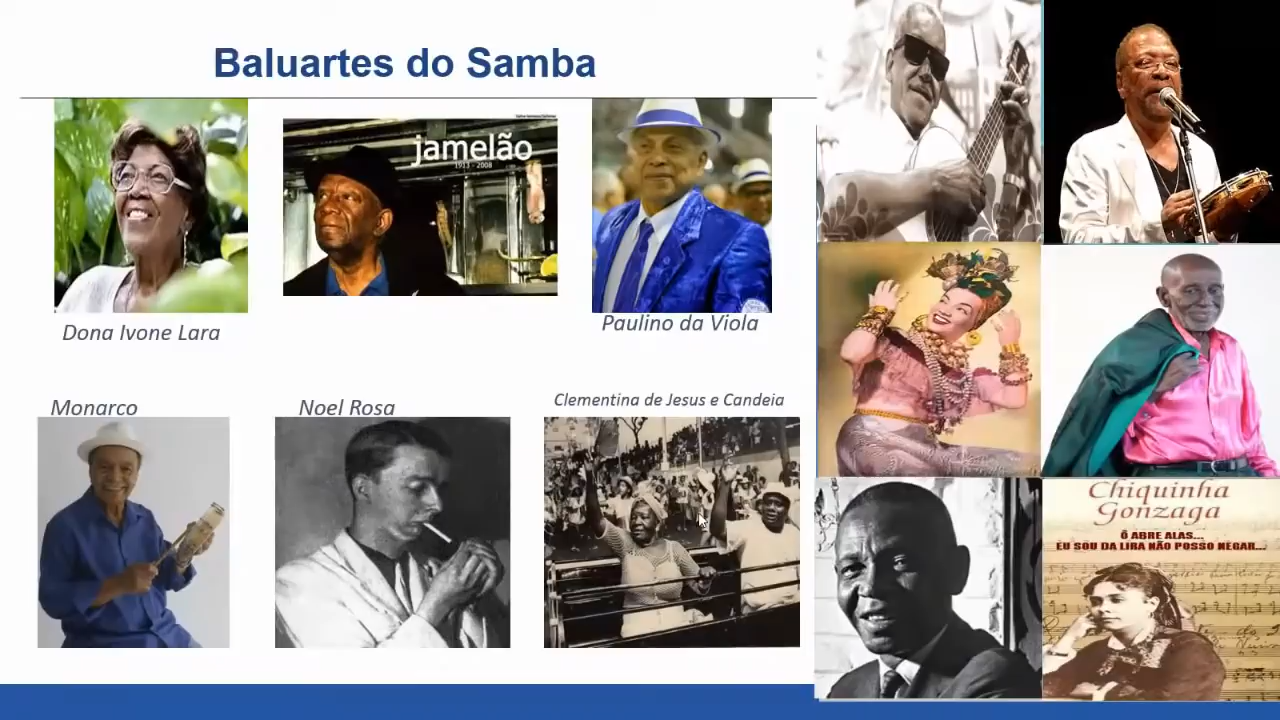 Baluartes do Samba
jamelão
1913 - 2008
Dona Ivone Lara
Paulino da Viola
Monarco
Noel Rosa
Clementina de Jesus e Candeia
Chiquinha
Gonzaga
Ô ABRE ALAS...
EU SOU DA LIRA NÃO POSSO NEGAR...